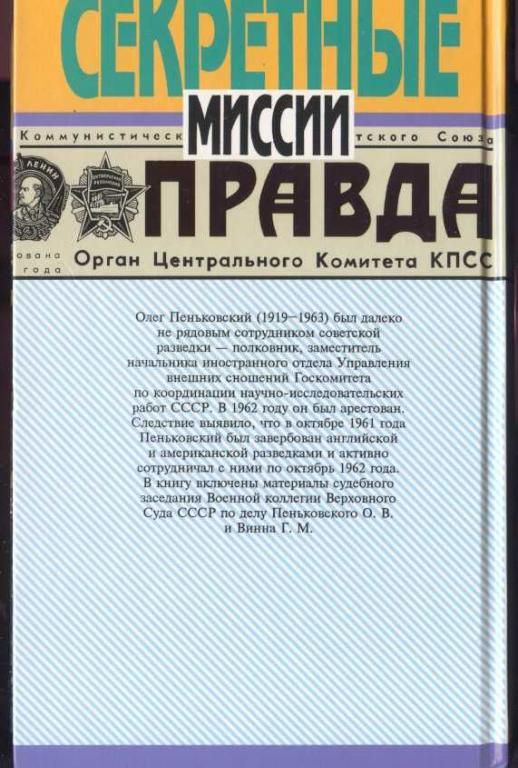 СЕКРЕТНЫЕ
МИССИИ
Коммунистическ тского Союза
ЛЕНИН
ПРАВДА
ована
года
Орган Центрального Комитета КПСС
Олег Пеньковский (1919—1963) был далеко
не рядовым сотрудником советской
разведки — полковник, заместитель
начальника иностранного отдела Управления
внешних сношений Госкомитета
по координации научно-исследовательских
работ СССР. В 1962 году он был арестован.
Следствие выявило, что в октябре 1961 года
Пеньковский был завербован английской
и американской разведками и активно
сотрудничал с ними по октябрь 1962 года.
В книгу включены материалы судебного
заседания Военной коллегии Верховного
Суда СССР по делу Пеньковского О. В.
и Винна Г. М.